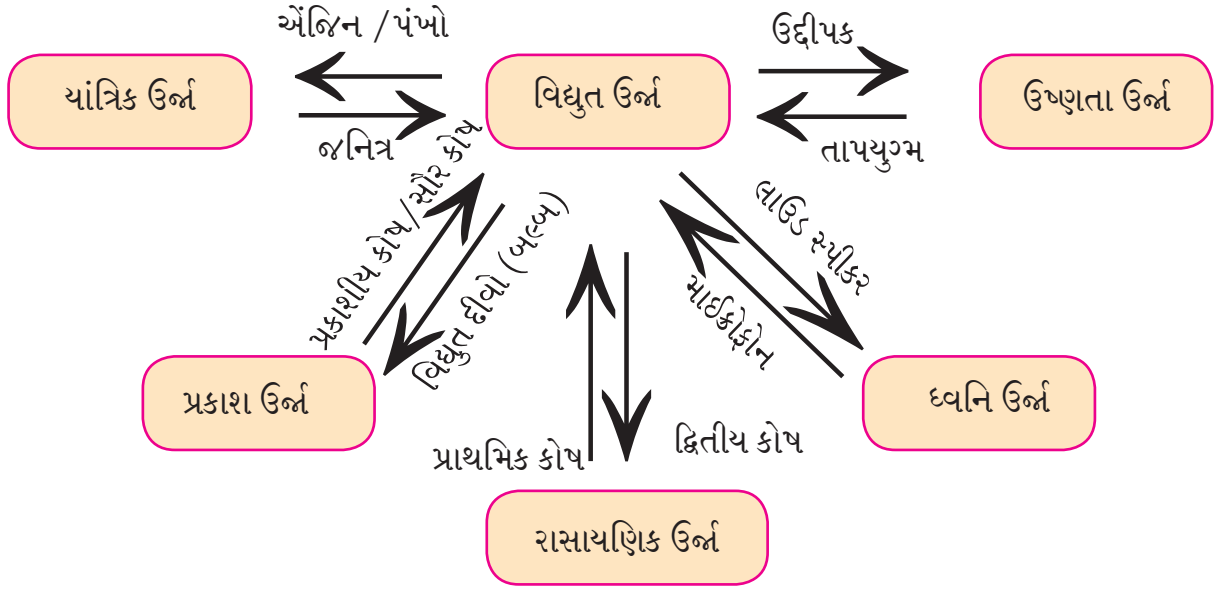 એંજિન / પંખો
ઉદ્દીપક
યાંત્રિક ઉર્જા
વિદ્યુત ઉર્જા
ઉષ્ણતા ઉર્જા
જનિત્ર
તાપયુગ્મ
પ્રકાશીય કોષ/સૌર કોષ
વિદ્યુત દીવો (બલ્બ)
લાઉડ સ્પીકર
માઈક્રોફોન
પ્રકાશ ઉર્જા
ધ્વનિ ઉર્જા
પ્રાથમિક કોષ
દ્વિતીય કોષ
રાસાયણિક ઉર્જા